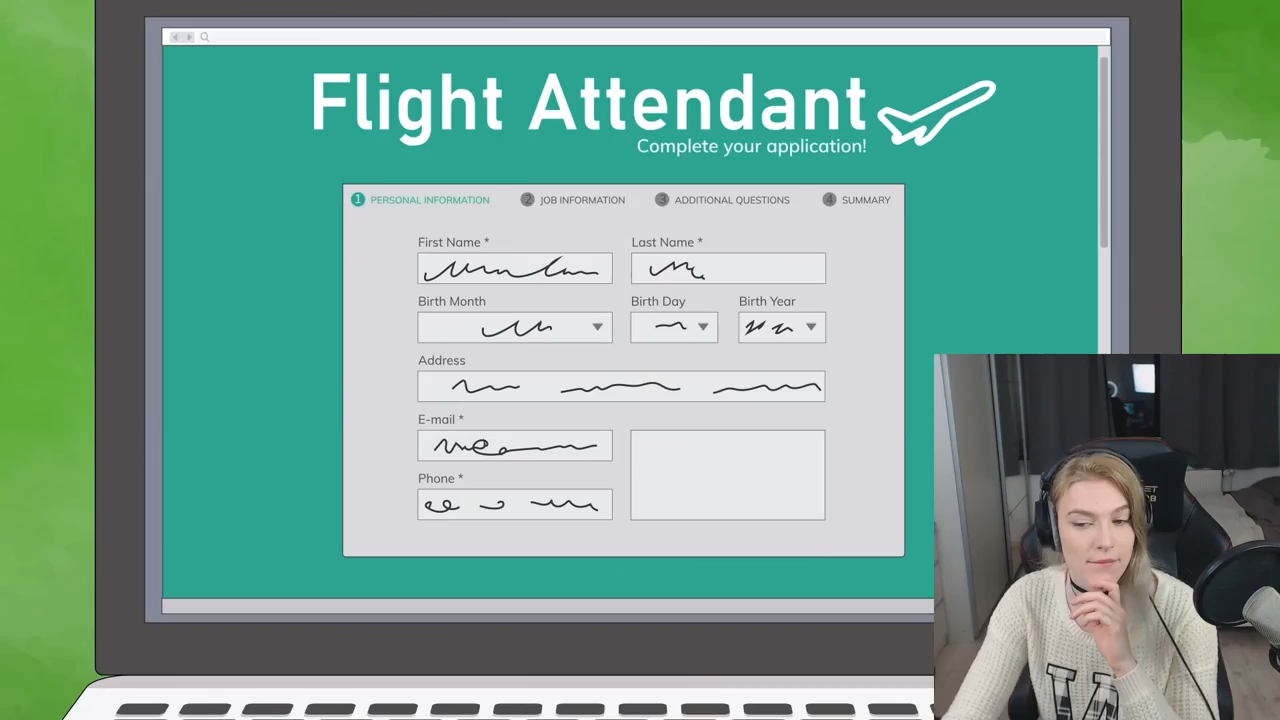 Flight Attendant
Complete your application!
1 PERSONAL INFORMATION 2 JOB INFORMATION 3 ADDITIONAL QUESTIONS 4 SUMMARY
First Name * Last Name *
Birth Month Birth Day Birth Year
Address
E-mail *
Phone *